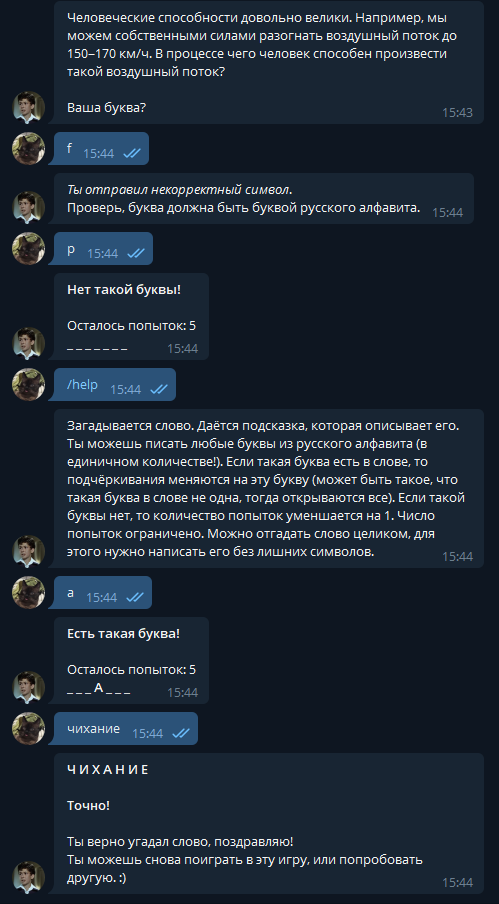 Человеческие способности довольно велики. Например, мы
можем собственными силами разогнать воздушный поток до
150–170 км/ч. В процессе чего человек способен произвести
такой воздушный поток?
Ваша буква?
15:43
f 15:44
Ты отправил некорректный символ.
Проверь, буква должна быть буквой русского алфавита. 15:44
р 15:44
Нет такой буквы!
Осталось попыток: 5
_ _ _ _ _ _ _ 15:44
/help 15:44
Загадывается слово. Даётся подсказка, которая описывает его.
Ты можешь писать любые буквы из русского алфавита (в
единичном количестве!). Если такая буква есть в слове, то
подчёркивания меняются на эту букву (может быть такое, что
такая буква в слове не одна, тогда открываются все). Если такой
буквы нет, то количество попыток уменшается на 1. Число
попыток ограничено. Можно отгадать слово целиком, для
этого нужно написать его без лишних символов. 15:44
а 15:44
Есть такая буква!
Осталось попыток: 5
_ _ _ А _ _ _ 15:44
чихание 15:44
Ч И Х А Н И Е
Точно!
Ты верно угадал слово, поздравляю!
Ты можешь снова поиграть в эту игру, или попробовать
другую. :) 15:44